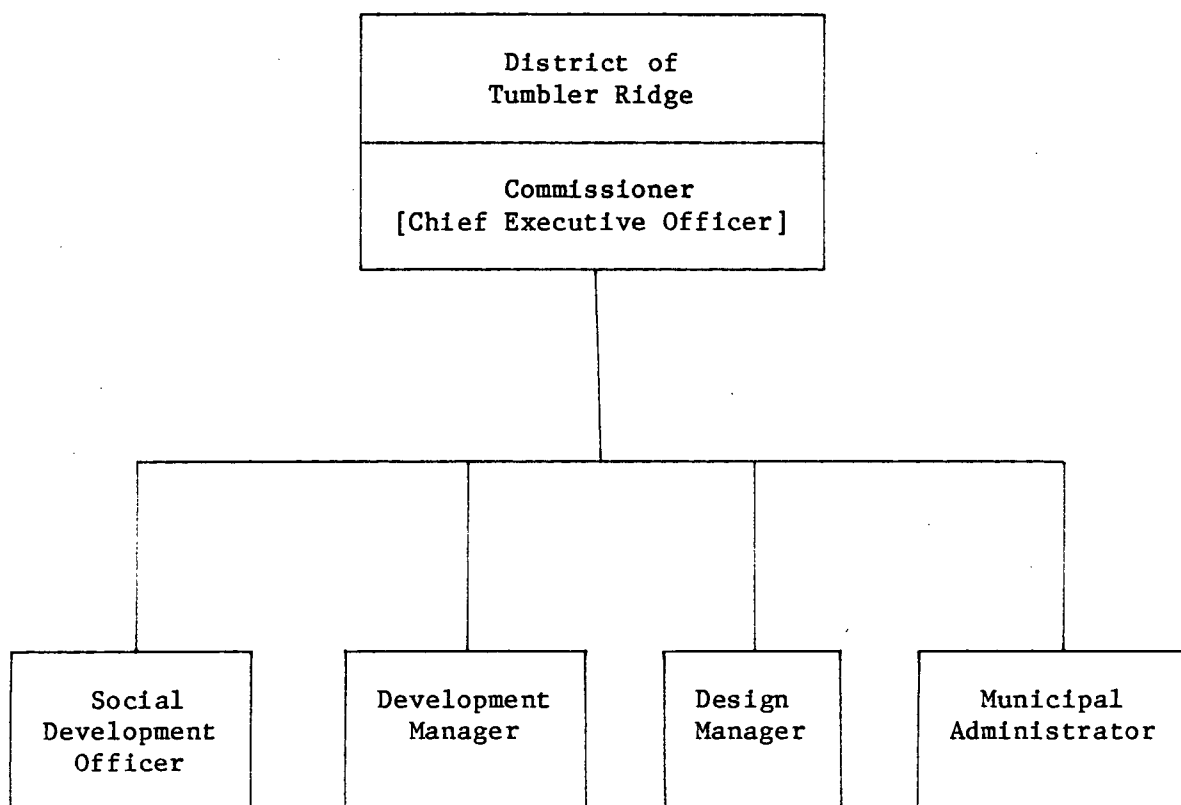 District of
Tumbler Ridge
Commissioner
[Chief Executive Officer]
Social
Development
Officer
Development
Manager
Design
Manager
Municipal
Administrator